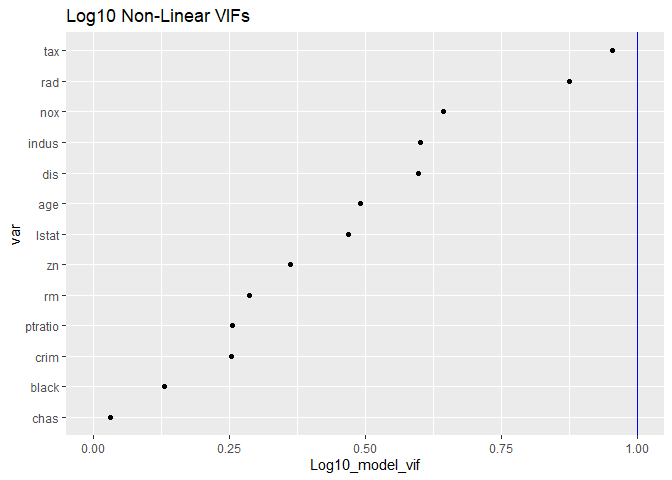 Log10 Non-Linear VIFs
tax
rad
nox
indus
dis
age
lstat
zn
rm
ptratio
crim
black
chas
var
0.00 0.25 0.50 0.75 1.00
Log10_model_vif